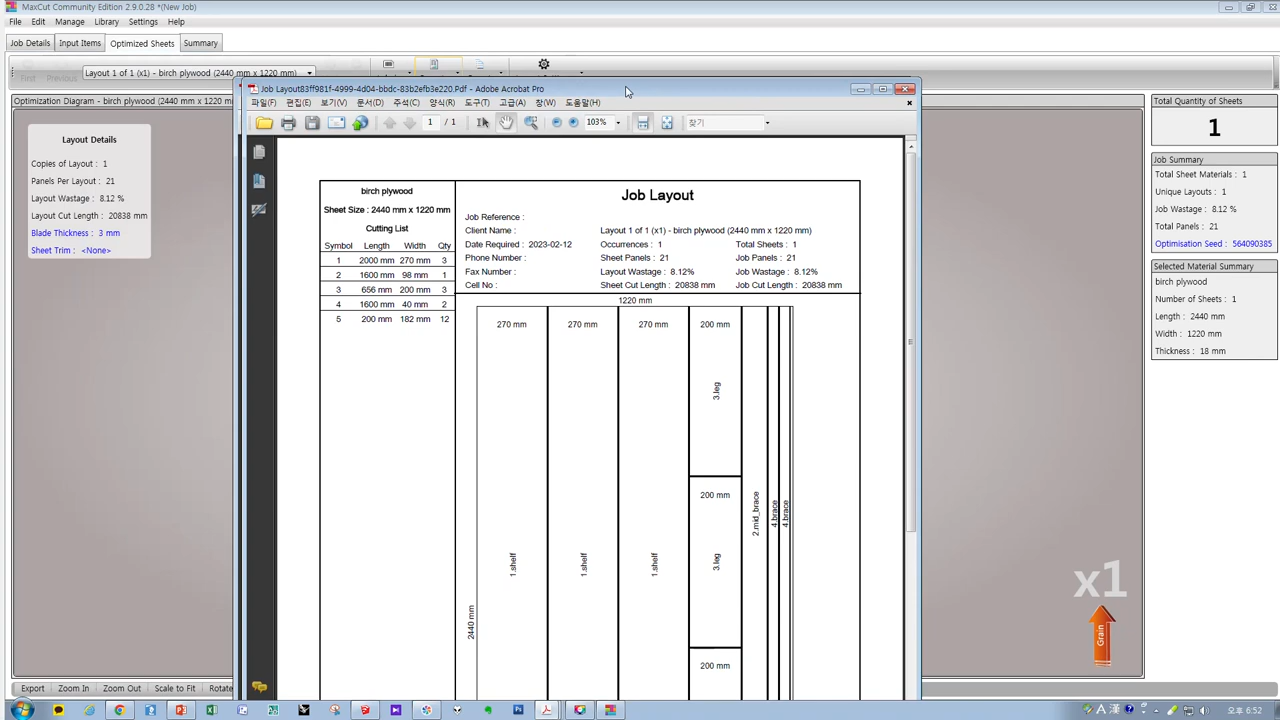 MaxCut Community Edition 2.9.0.28 *(New Job)
File Edit Manage Library Settings Help
Job Details Input Items Optimized Sheets Summary
First Previous Layout 1 of 1 (x1) - birch plywood (2440 mm x 1220 mm)
Optimization Diagram - birch plywood (2440 mm x 1220 mm
Layout Details
Copies of Layout : 1
Panels Per Layout : 21
Layout Wastage : 8.12 %
Layout Cut Length : 20838 mm
Blade Thickness : 3 mm
Sheet Trim : <None>
Job Layout83ff981f-4999-4d04-bbdc-83b2efb3e220.Pdf - Adobe Acrobat Pro
파일(F) 편집(E) 보기(V) 문서(D) 주석(C) 양식(R) 도구(T) 고급(A) 창(W) 도움말(H)
1 / 1 103% 찾기
birch plywood
Sheet Size : 2440 mm x 1220 mm
Cutting List
Symbol Length Width Qty
1 2000 mm 270 mm 3
2 1600 mm 98 mm 1
3 656 mm 200 mm 3
4 1600 mm 40 mm 2
5 200 mm 182 mm 12
Job Layout
Job Reference :
Client Name : Layout 1 of 1 (x1) - birch plywood (2440 mm x 1220 mm)
Date Required : 2023-02-12 Occurrences : 1 Total Sheets : 1
Phone Number : Sheet Panels : 21 Job Panels : 21
Fax Number : Layout Wastage : 8.12% Job Wastage : 8.12%
Cell No : Sheet Cut Length : 20838 mm Job Cut Length : 20838 mm
1220 mm
270 mm 270 mm 270 mm 200 mm
3.leg
200 mm
2.mid_brace
4.brace
4.brace
1.shelf 1.shelf 1.shelf 3.leg
2440 mm
200 mm
Total Quantity of Sheets
1
Job Summary
Total Sheet Materials : 1
Unique Layouts : 1
Job Wastage : 8.12 %
Optimisation Seed : 564090385
Selected Material Summary
birch plywood
Number of Sheets : 1
Length : 2440 mm
Width : 1220 mm
Thickness : 18 mm
x1
Grain
Export Zoom In Zoom Out Scale to Fit Rotate
A 漢 오후 6:52